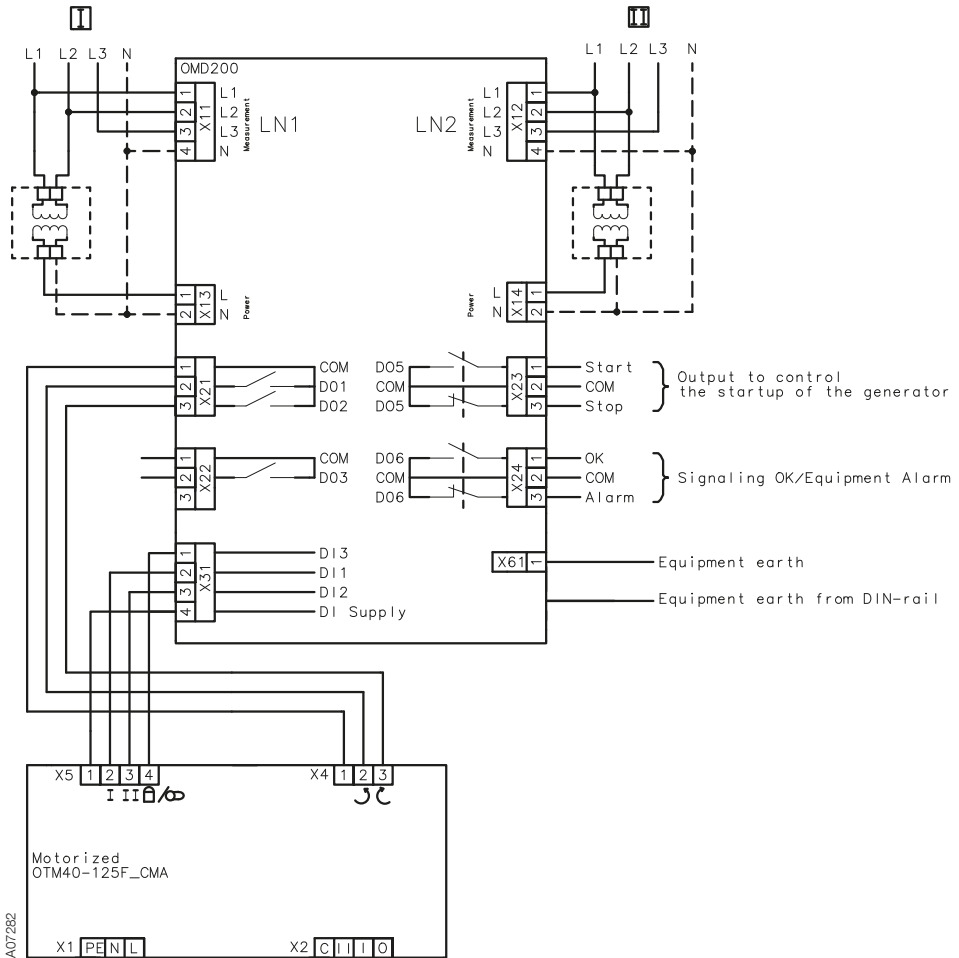 I II
L1 L2 L3 N L1 L2 L3 N
OMD200
1 L1 L1 1
2 L2 L2 2
3 L3 L3 3
4 N N 4
X11 Measurement LN1 LN2 Measurement X12
1 L L 1
2 N N 2
X13 Power Power X14
1 COM DO5 1 Start
2 DO1 COM 2 COM
3 DO2 DO5 3 Stop
X21 X23
Output to control
the startup of the generator
1 COM DO6 1 OK
2 DO3 COM 2 COM
3 DO6 3 Alarm
X22 X24
Signaling OK/Equipment Alarm
1 DI3
2 DI1
3 DI2
4 DI Supply
X31
X61 1 Equipment earth
Equipment earth from DIN-rail
X5 1 2 3 4 X4 1 2 3
I II /
Motorized
OTM40-125F_CMA
X1 PE N L X2 C II I O
A07282